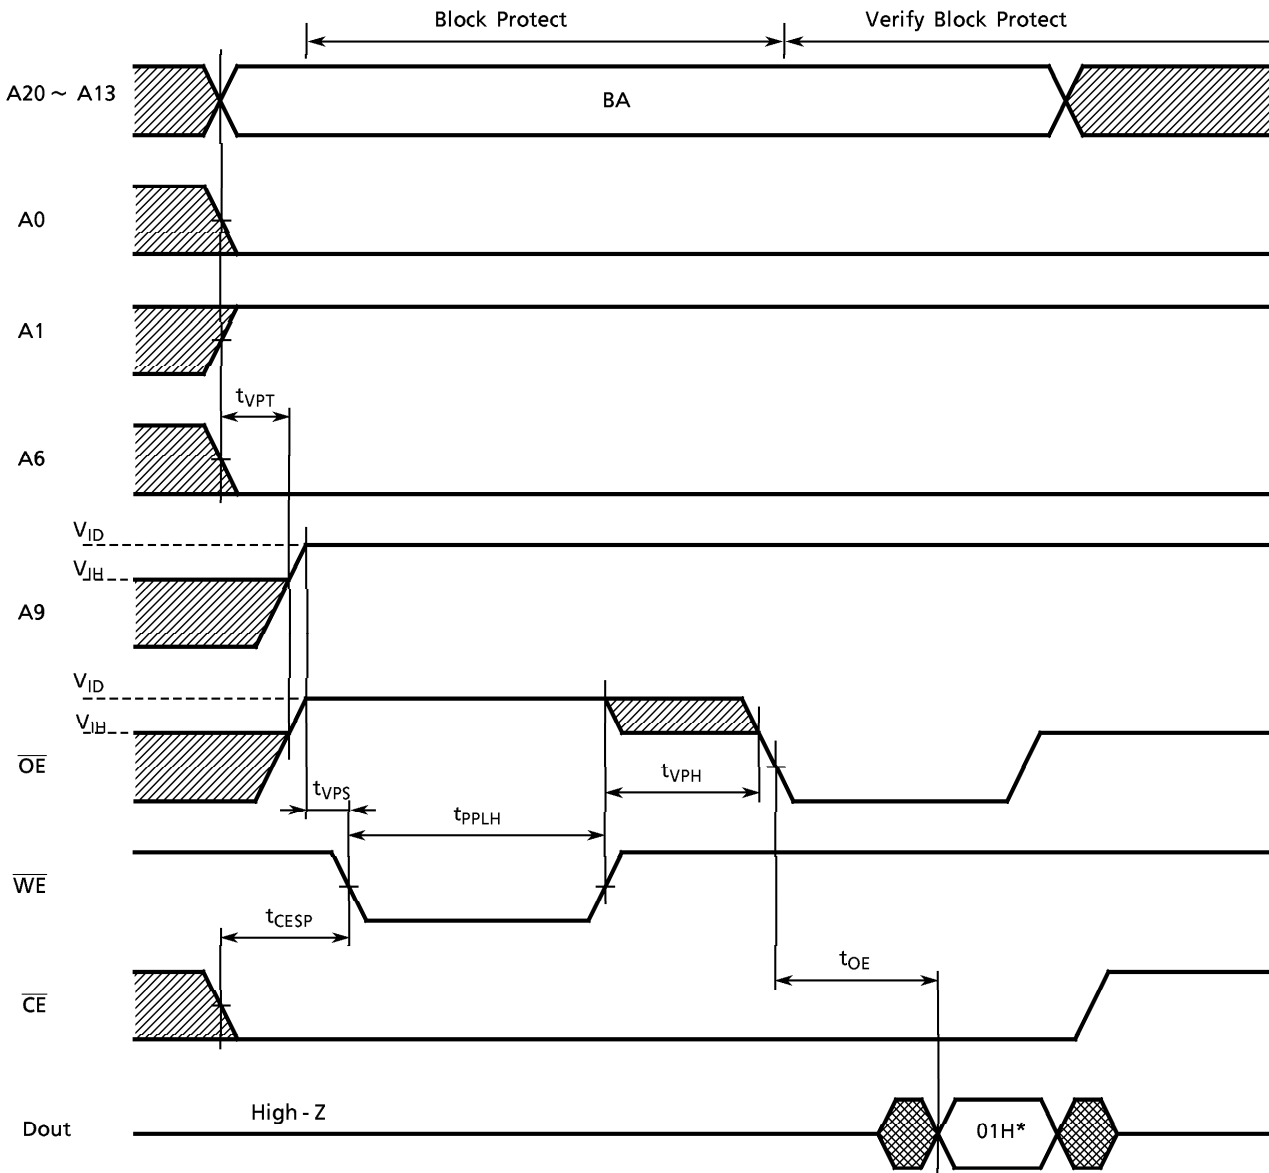 Block Protect Verify Block Protect
A20 ~ A13 BA
A0
A1
tVPT
A6
VID
VIH
A9
VID
VIH
OE
tVPH
tVPS
tPPLH
WE
tCESP
tOE
CE
High - Z
Dout 01H*